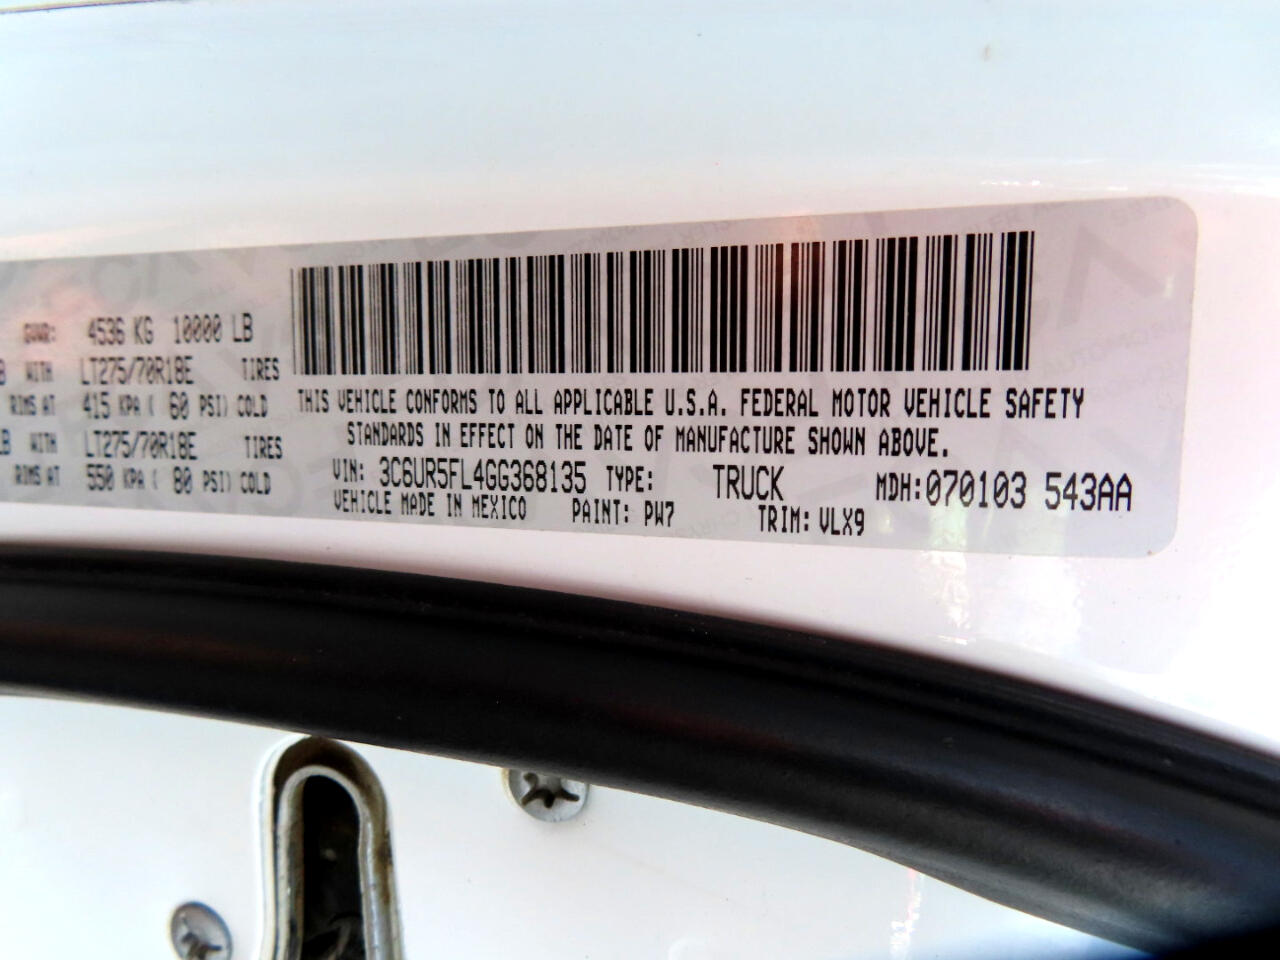 GVWR: 4536 KG 10000 LB
B WITH LT275/70R18E TIRES
RIMS AT 415 KPA ( 60 PSI) COLD
LB WITH LT275/70R18E TIRES
RIMS AT 550 KPA ( 80 PSI) COLD
THIS VEHICLE CONFORMS TO ALL APPLICABLE U.S.A. FEDERAL MOTOR VEHICLE SAFETY
STANDARDS IN EFFECT ON THE DATE OF MANUFACTURE SHOWN ABOVE.
VIN: 3C6UR5FL4GG368135 TYPE: TRUCK MDH:070103 543AA
VEHICLE MADE IN MEXICO PAINT: PW7 TRIM: VLX9